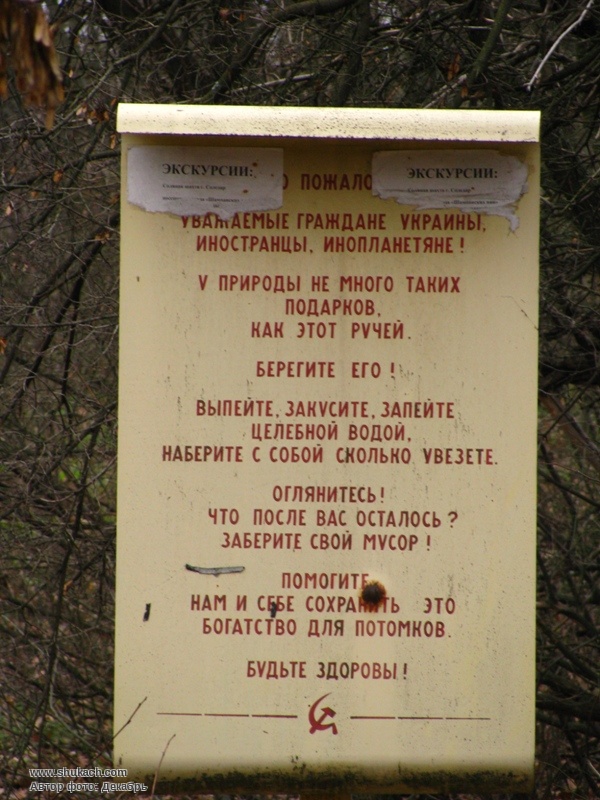 ЭКСКУРСИИ:
ЭКСКУРСИИ:
УВАЖАЕМЫЕ ГРАЖДАНЕ УКРАИНЫ,
ИНОСТРАНЦЫ, ИНОПЛАНЕТЯНЕ!
У ПРИРОДЫ НЕ МНОГО ТАКИХ
ПОДАРКОВ,
КАК ЭТОТ РУЧЕЙ.
БЕРЕГИТЕ ЕГО!
ВЫПЕЙТЕ, ЗАКУСИТЕ, ЗАПЕЙТЕ
ЦЕЛЕБНОЙ ВОДОЙ,
НАБЕРИТЕ С СОБОЙ СКОЛЬКО УВЕЗЕТЕ.
ОГЛЯНИТЕСЬ!
ЧТО ПОСЛЕ ВАС ОСТАЛОСЬ?
ЗАБЕРИТЕ СВОЙ МУСОР!
ПОМОГИТЕ
НАМ И СЕБЕ СОХРАНИТЬ ЭТО
БОГАТСТВО ДЛЯ ПОТОМКОВ.
БУДЬТЕ ЗДОРОВЫ!
www.shukach.com
Автор фото: Декабрь